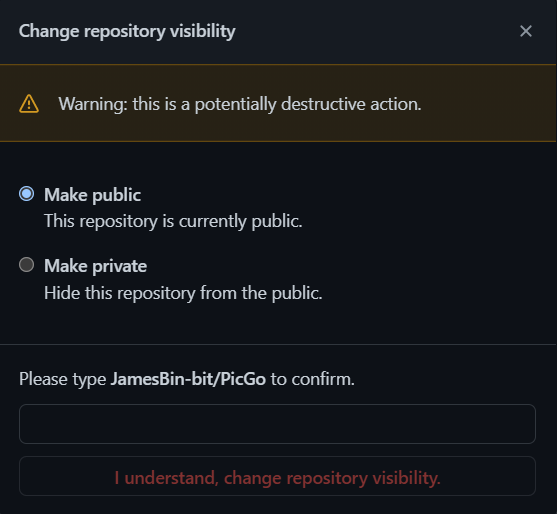 Change repository visibility
Warning: this is a potentially destructive action.
Make public
This repository is currently public.
Make private
Hide this repository from the public.
Please type JamesBin-bit/PicGo to confirm.
I understand, change repository visibility.